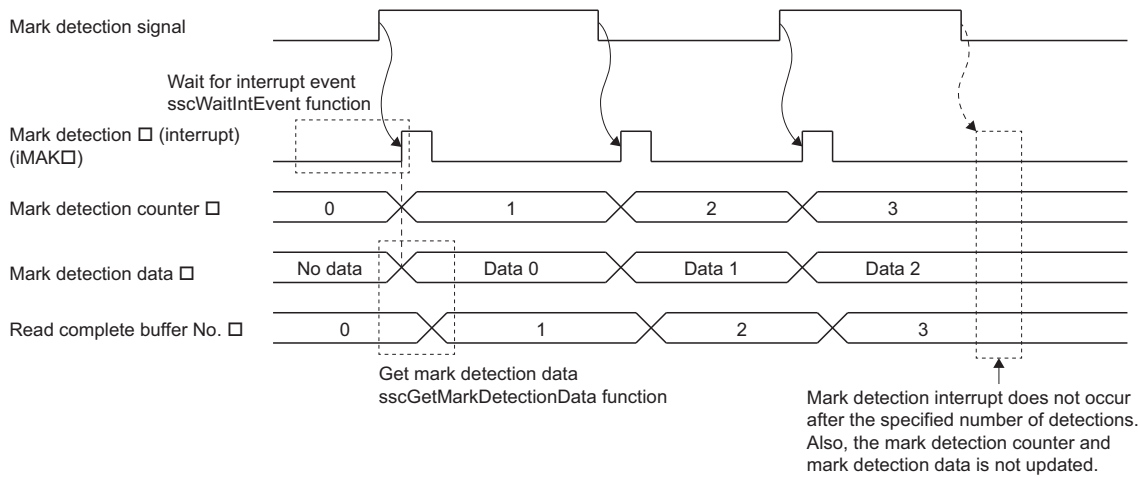 Mark detection signal
Wait for interrupt event
sscWaitIntEvent function
Mark detection □ (interrupt)
(iMAK□)
Mark detection counter □
0 1 2 3
Mark detection data □
No data Data 0 Data 1 Data 2
Read complete buffer No. □
0 1 2 3
Get mark detection data
sscGetMarkDetectionData function
Mark detection interrupt does not occur
after the specified number of detections.
Also, the mark detection counter and
mark detection data is not updated.